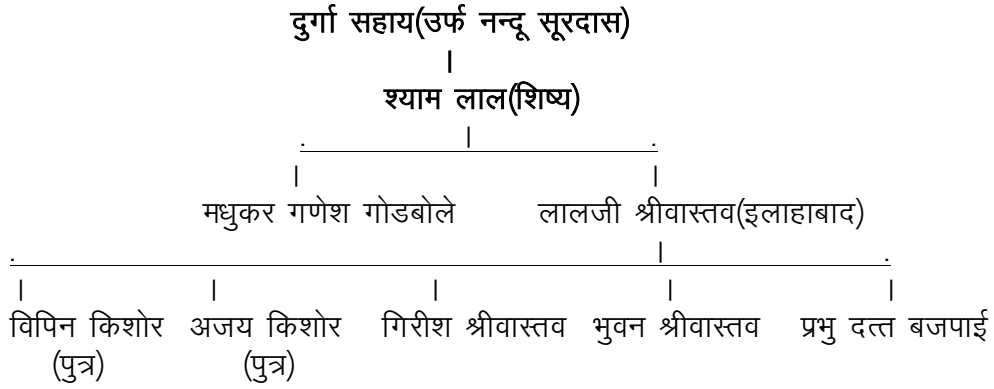 दुर्गा सहाय(उर्फ नन्दू सूरदास)
श्याम लाल(शिष्य)
मधुकर गणेश गोडबोले लालजी श्रीवास्तव(इलाहाबाद)
विपिन किशोर अजय किशोर गिरीश श्रीवास्तव भुवन श्रीवास्तव प्रभु दत्त बजपाई
(पुत्र) (पुत्र)